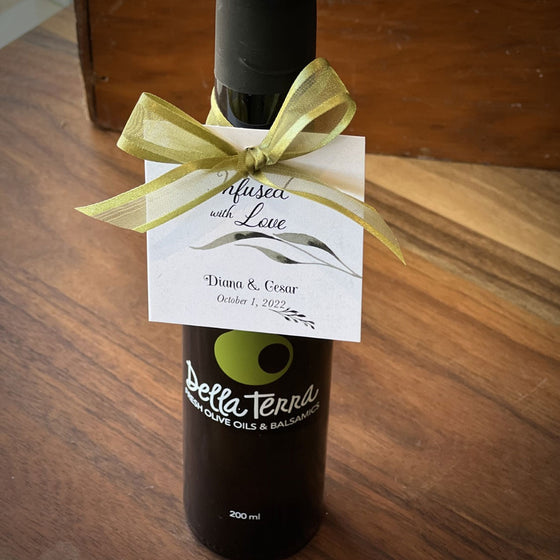 Infused
with Love
Diana & Cesar
October 1, 2022
Della Terra
FRESH OLIVE OILS & BALSAMICS
200 ml